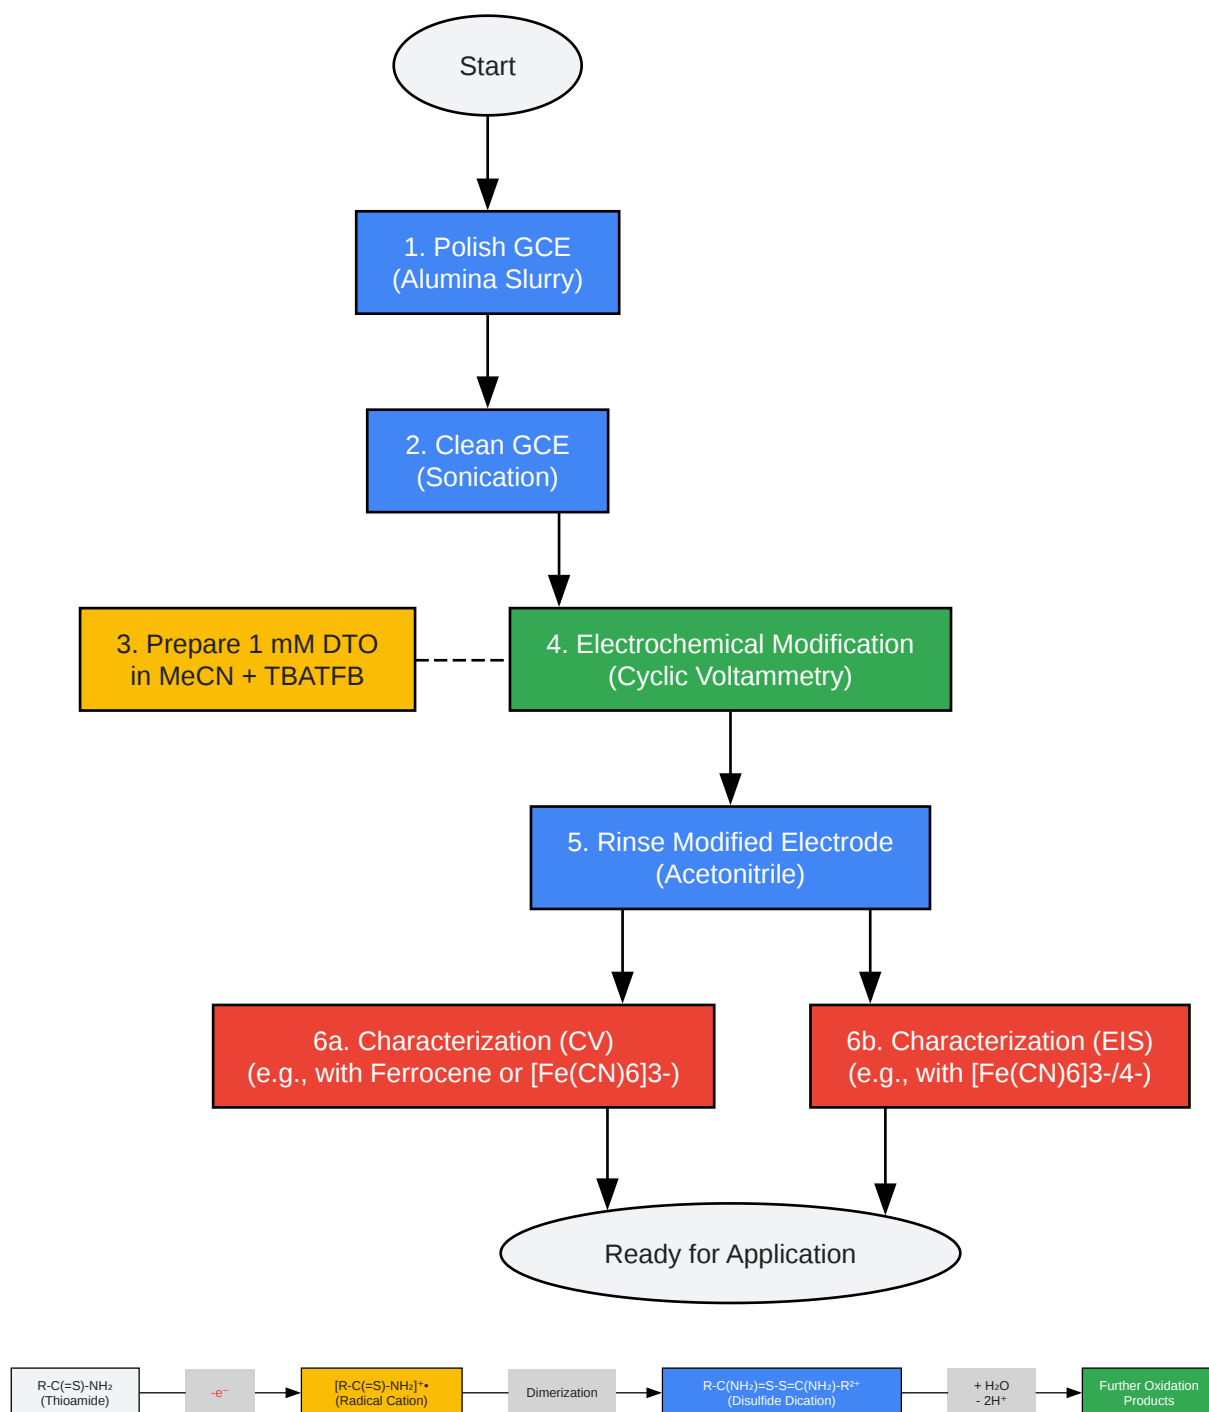 Start
1. Polish GCE
(Alumina Slurry)
2. Clean GCE
(Sonication)
3. Prepare 1 mM DTO
in MeCN + TBATFB
4. Electrochemical Modification
(Cyclic Voltammetry)
5. Rinse Modified Electrode
(Acetonitrile)
6a. Characterization (CV)
(e.g., with Ferrocene or [Fe(CN)6]3-)
6b. Characterization (EIS)
(e.g., with [Fe(CN)6]3-/4-)
Ready for Application
R-C(=S)-NH₂
(Thioamide)
-e⁻
[R-C(=S)-NH₂]⁺•
(Radical Cation)
Dimerization
R-C(NH₂)=S-S=C(NH₂)-R²⁺
(Disulfide Dication)
+ H₂O
- 2H⁺
Further Oxidation
Products